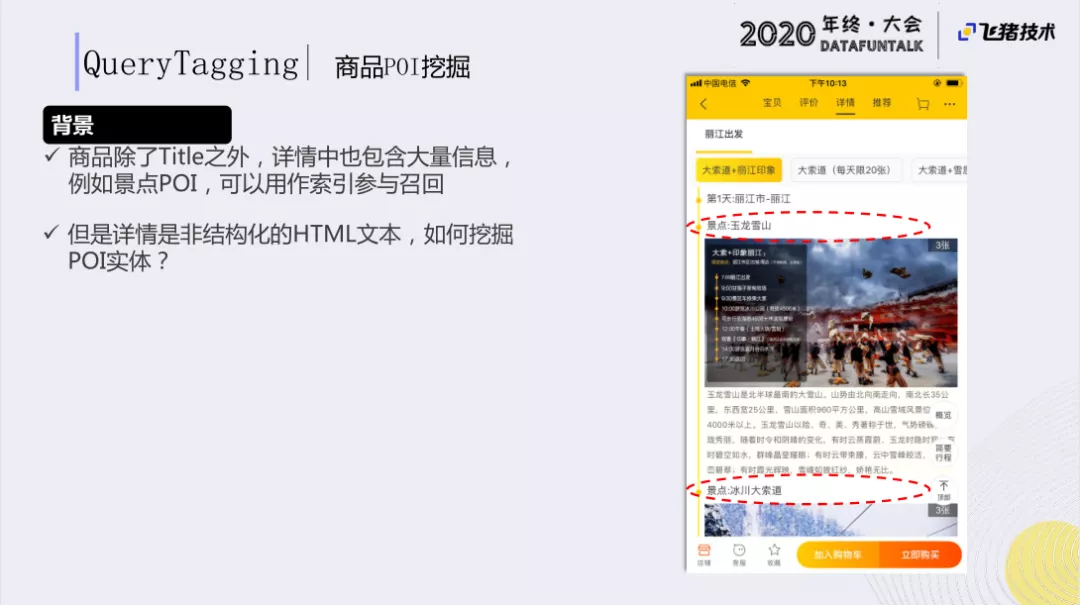 2020 年终·大会
DATAFUNTALK
飞猪技术
QueryTagging 商品POI挖掘
背景
✓ 商品除了Title之外，详情中也包含大量信息，
例如景点POI，可以用作索引参与召回
✓ 但是详情是非结构化的HTML文本，如何挖掘
POI实体？
中国电信 下午10:13
宝贝 评价 详情 推荐
丽江出发
大索道+丽江印象 大索道（每天限20张） 大索道+雪
第1天:丽江市-丽江
景点:玉龙雪山
3张
大索+印象丽江
7:00丽江出发
玉龙雪山是北半球最南的大雪山。山势由北向南走向，南北长35公
里，东西宽25公里，雪山面积960平方公里，高山雪域风景位
4000米以上。玉龙雪山以险、奇、美、秀著称于世，气势磅
珑秀丽，随着时令和阴晴的变化，有时云蒸霞蔚，玉龙时隐时
时碧空如水，群峰晶莹耀眼；有时云带束腰，云中雪峰皎洁，
峦碧翠；有时霞光辉映，雪峰如披红纱，娇艳无比。
概览
简要
行程
顶部
景点:冰川大索道
3张
店铺 客服 收藏 加入购物车 立即购买